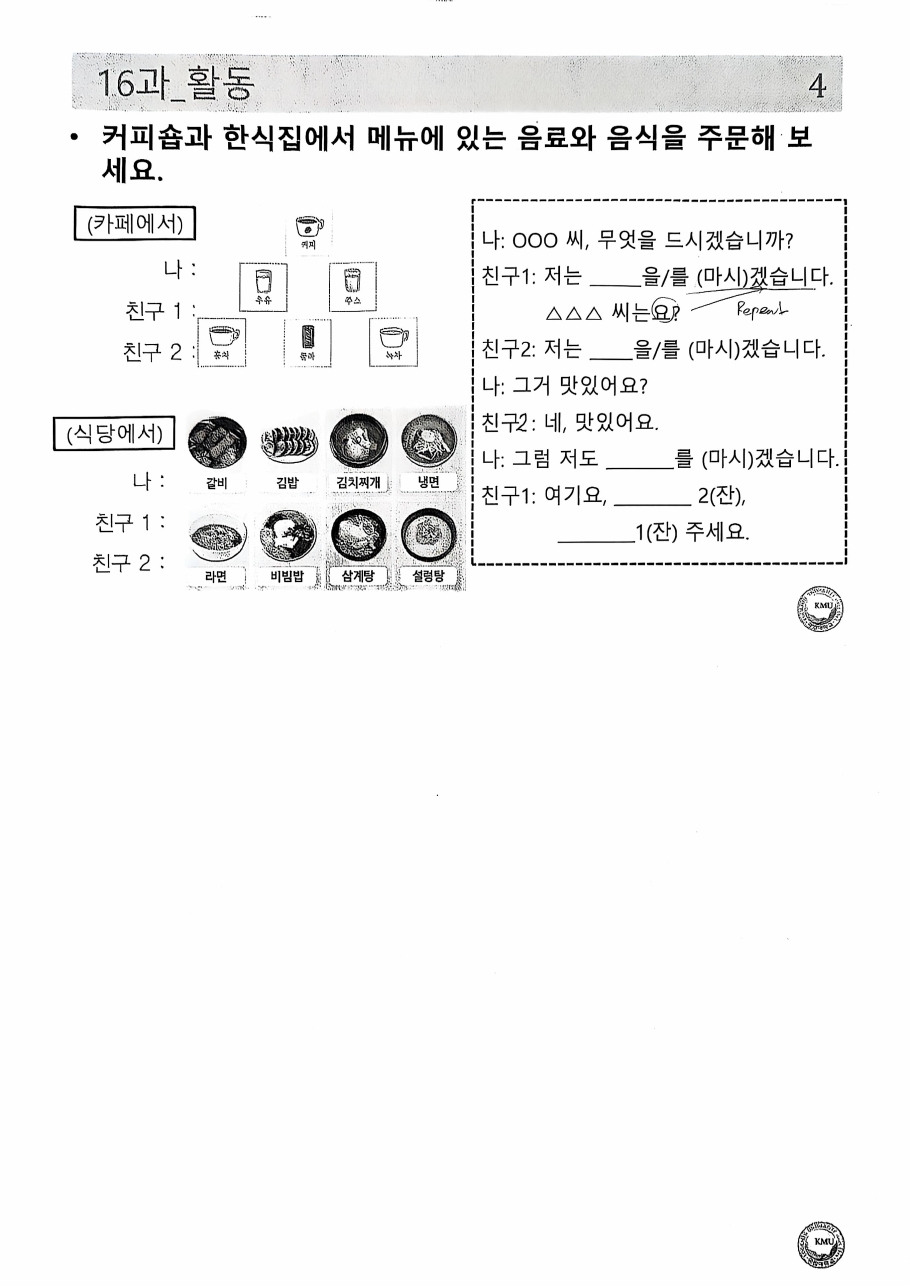 16과_활동
4
• 커피숍과 한식집에서 메뉴에 있는 음료와 음식을 주문해 보
세요.
(카페에서)
나 :
친구 1 :
친구 2 :
커피
우유
주스
홍차
콜라
녹차
(식당에서)
나 :
친구 1 :
친구 2 :
갈비
김밥
김치찌개
냉면
라면
비빔밥
삼계탕
설렁탕
나: OOO 씨, 무엇을 드시겠습니까?
친구1: 저는 _____을/를 (마시)겠습니다.
△△△ 씨는요?
Repeat
친구2: 저는 ____을/를 (마시)겠습니다.
나: 그거 맛있어요?
친구2: 네, 맛있어요.
나: 그럼 저도 ______를 (마시)겠습니다.
친구1: 여기요, _______ 2(잔),
_______1(잔) 주세요.
KMU
KMU